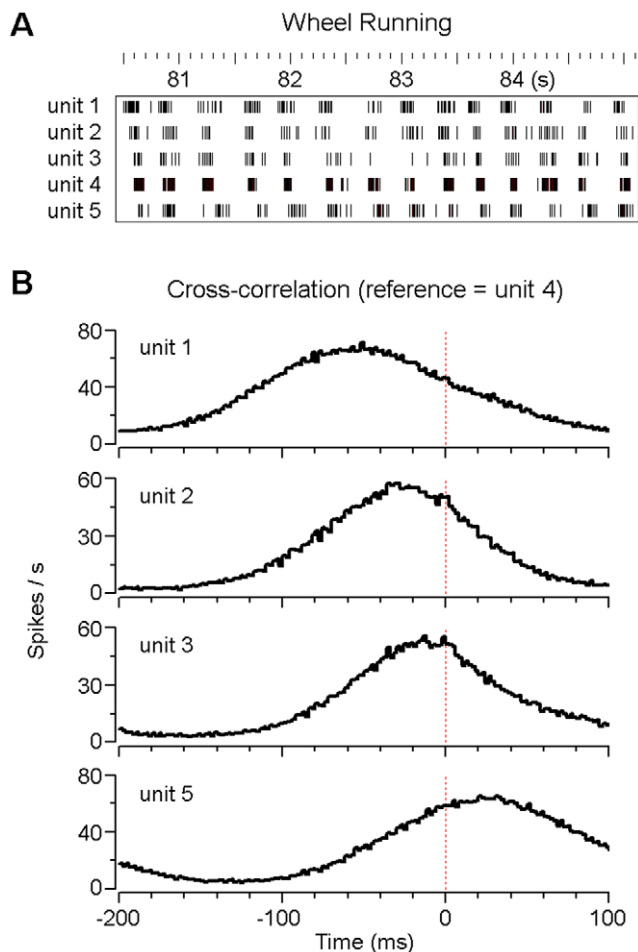 A
Wheel Running
81 82 83 84 (s)
unit 1
unit 2
unit 3
unit 4
unit 5
B
Cross-correlation (reference = unit 4)
80
unit 1
40
0
60
unit 2
30
0
Spikes / s
60
unit 3
30
0
80
unit 5
40
0
-200 -100 0 100
Time (ms)